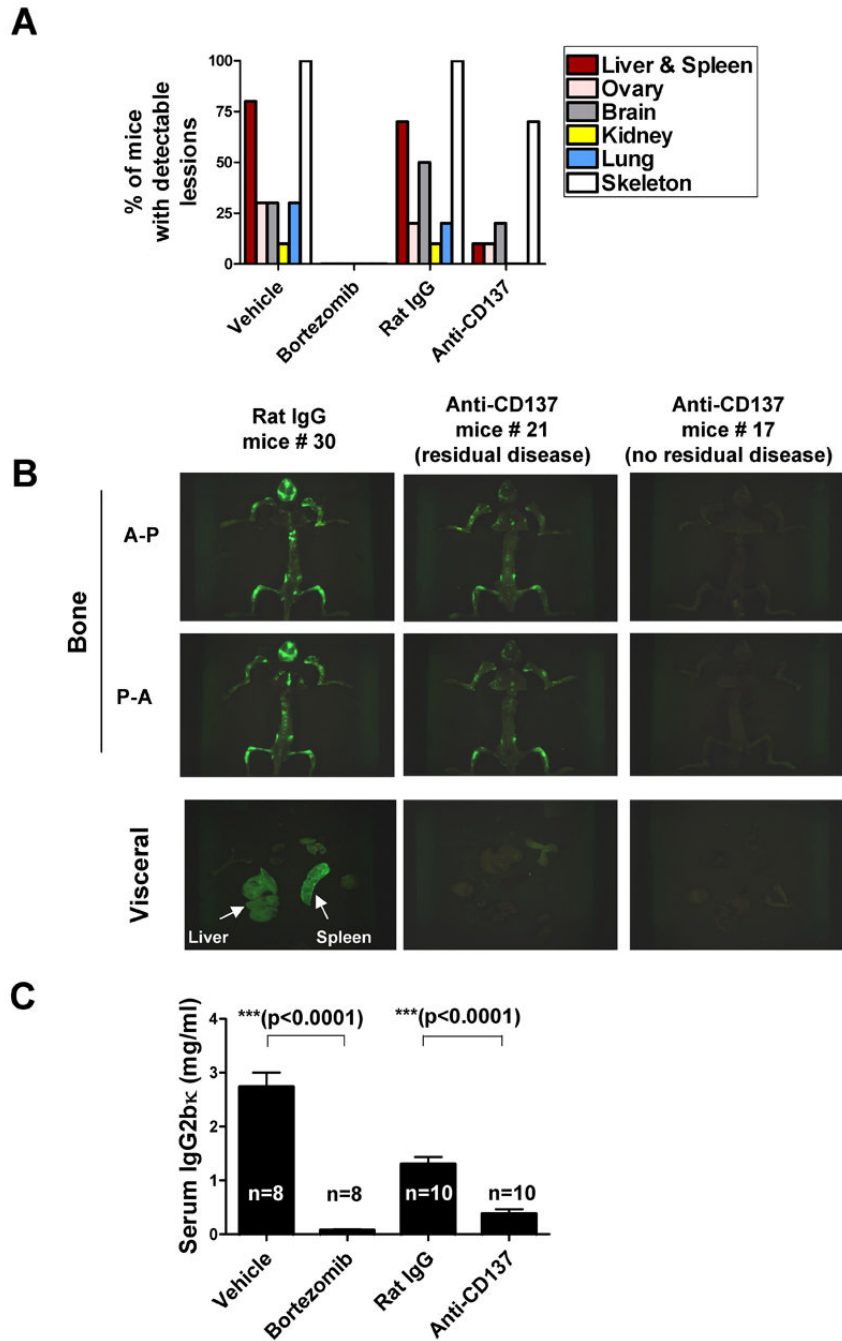 A
% of mice
with detectable
lessions
100
75
50
25
0
Vehicle
Bortezomib
Rat IgG
Anti-CD137
Liver & Spleen
Ovary
Brain
Kidney
Lung
Skeleton
B
Rat IgG
mice # 30
Anti-CD137
mice # 21
(residual disease)
Anti-CD137
mice # 17
(no residual disease)
Bone
A-P
P-A
Visceral
Liver
Spleen
C
Serum IgG2bκ (mg/ml)
4
3
2
1
0
***(p<0.0001)
***(p<0.0001)
n=8
n=8
n=10
n=10
Vehicle
Bortezomib
Rat IgG
Anti-CD137